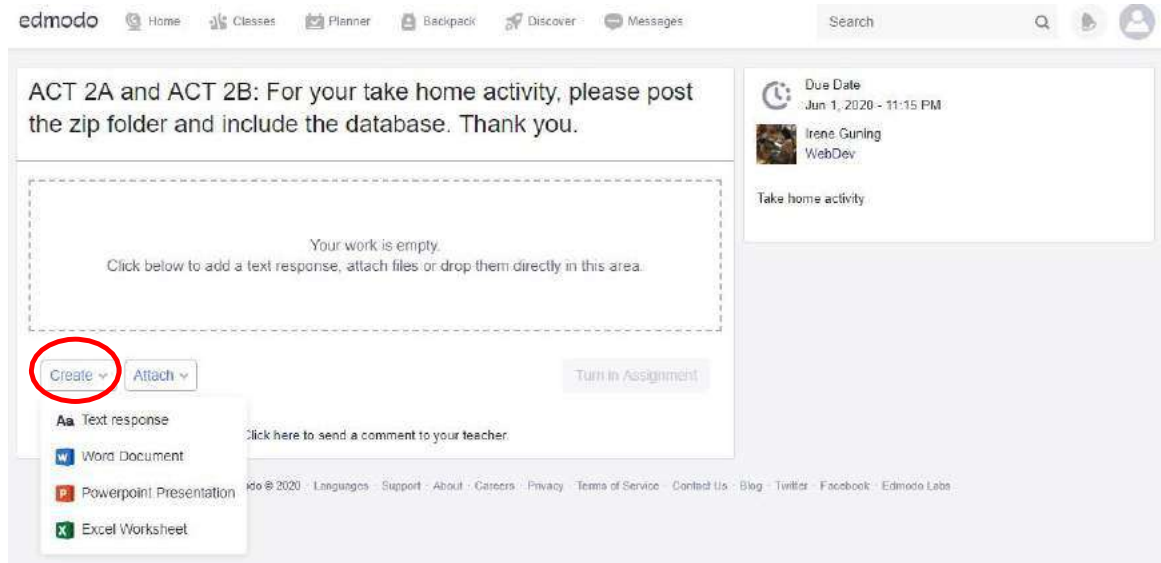 edmodo Home Classes Planner Backpack Discover Messages Search
ACT 2A and ACT 2B: For your take home activity, please post
the zip folder and include the database. Thank you.
Due Date
Jun 1, 2020 - 11:15 PM
Irene Guning
WebDev
Take home activity
Your work is empty.
Click below to add a text response, attach files or drop them directly in this area.
Create Attach Turn in Assignment
Aa Text response
Click here to send a comment to your teacher.
Word Document
Powerpoint Presentation
do © 2020 · Languages · Support · About · Careers · Privacy · Terms of Service · Contact Us · Blog · Twitter · Facebook · Edmodo Labs
Excel Worksheet